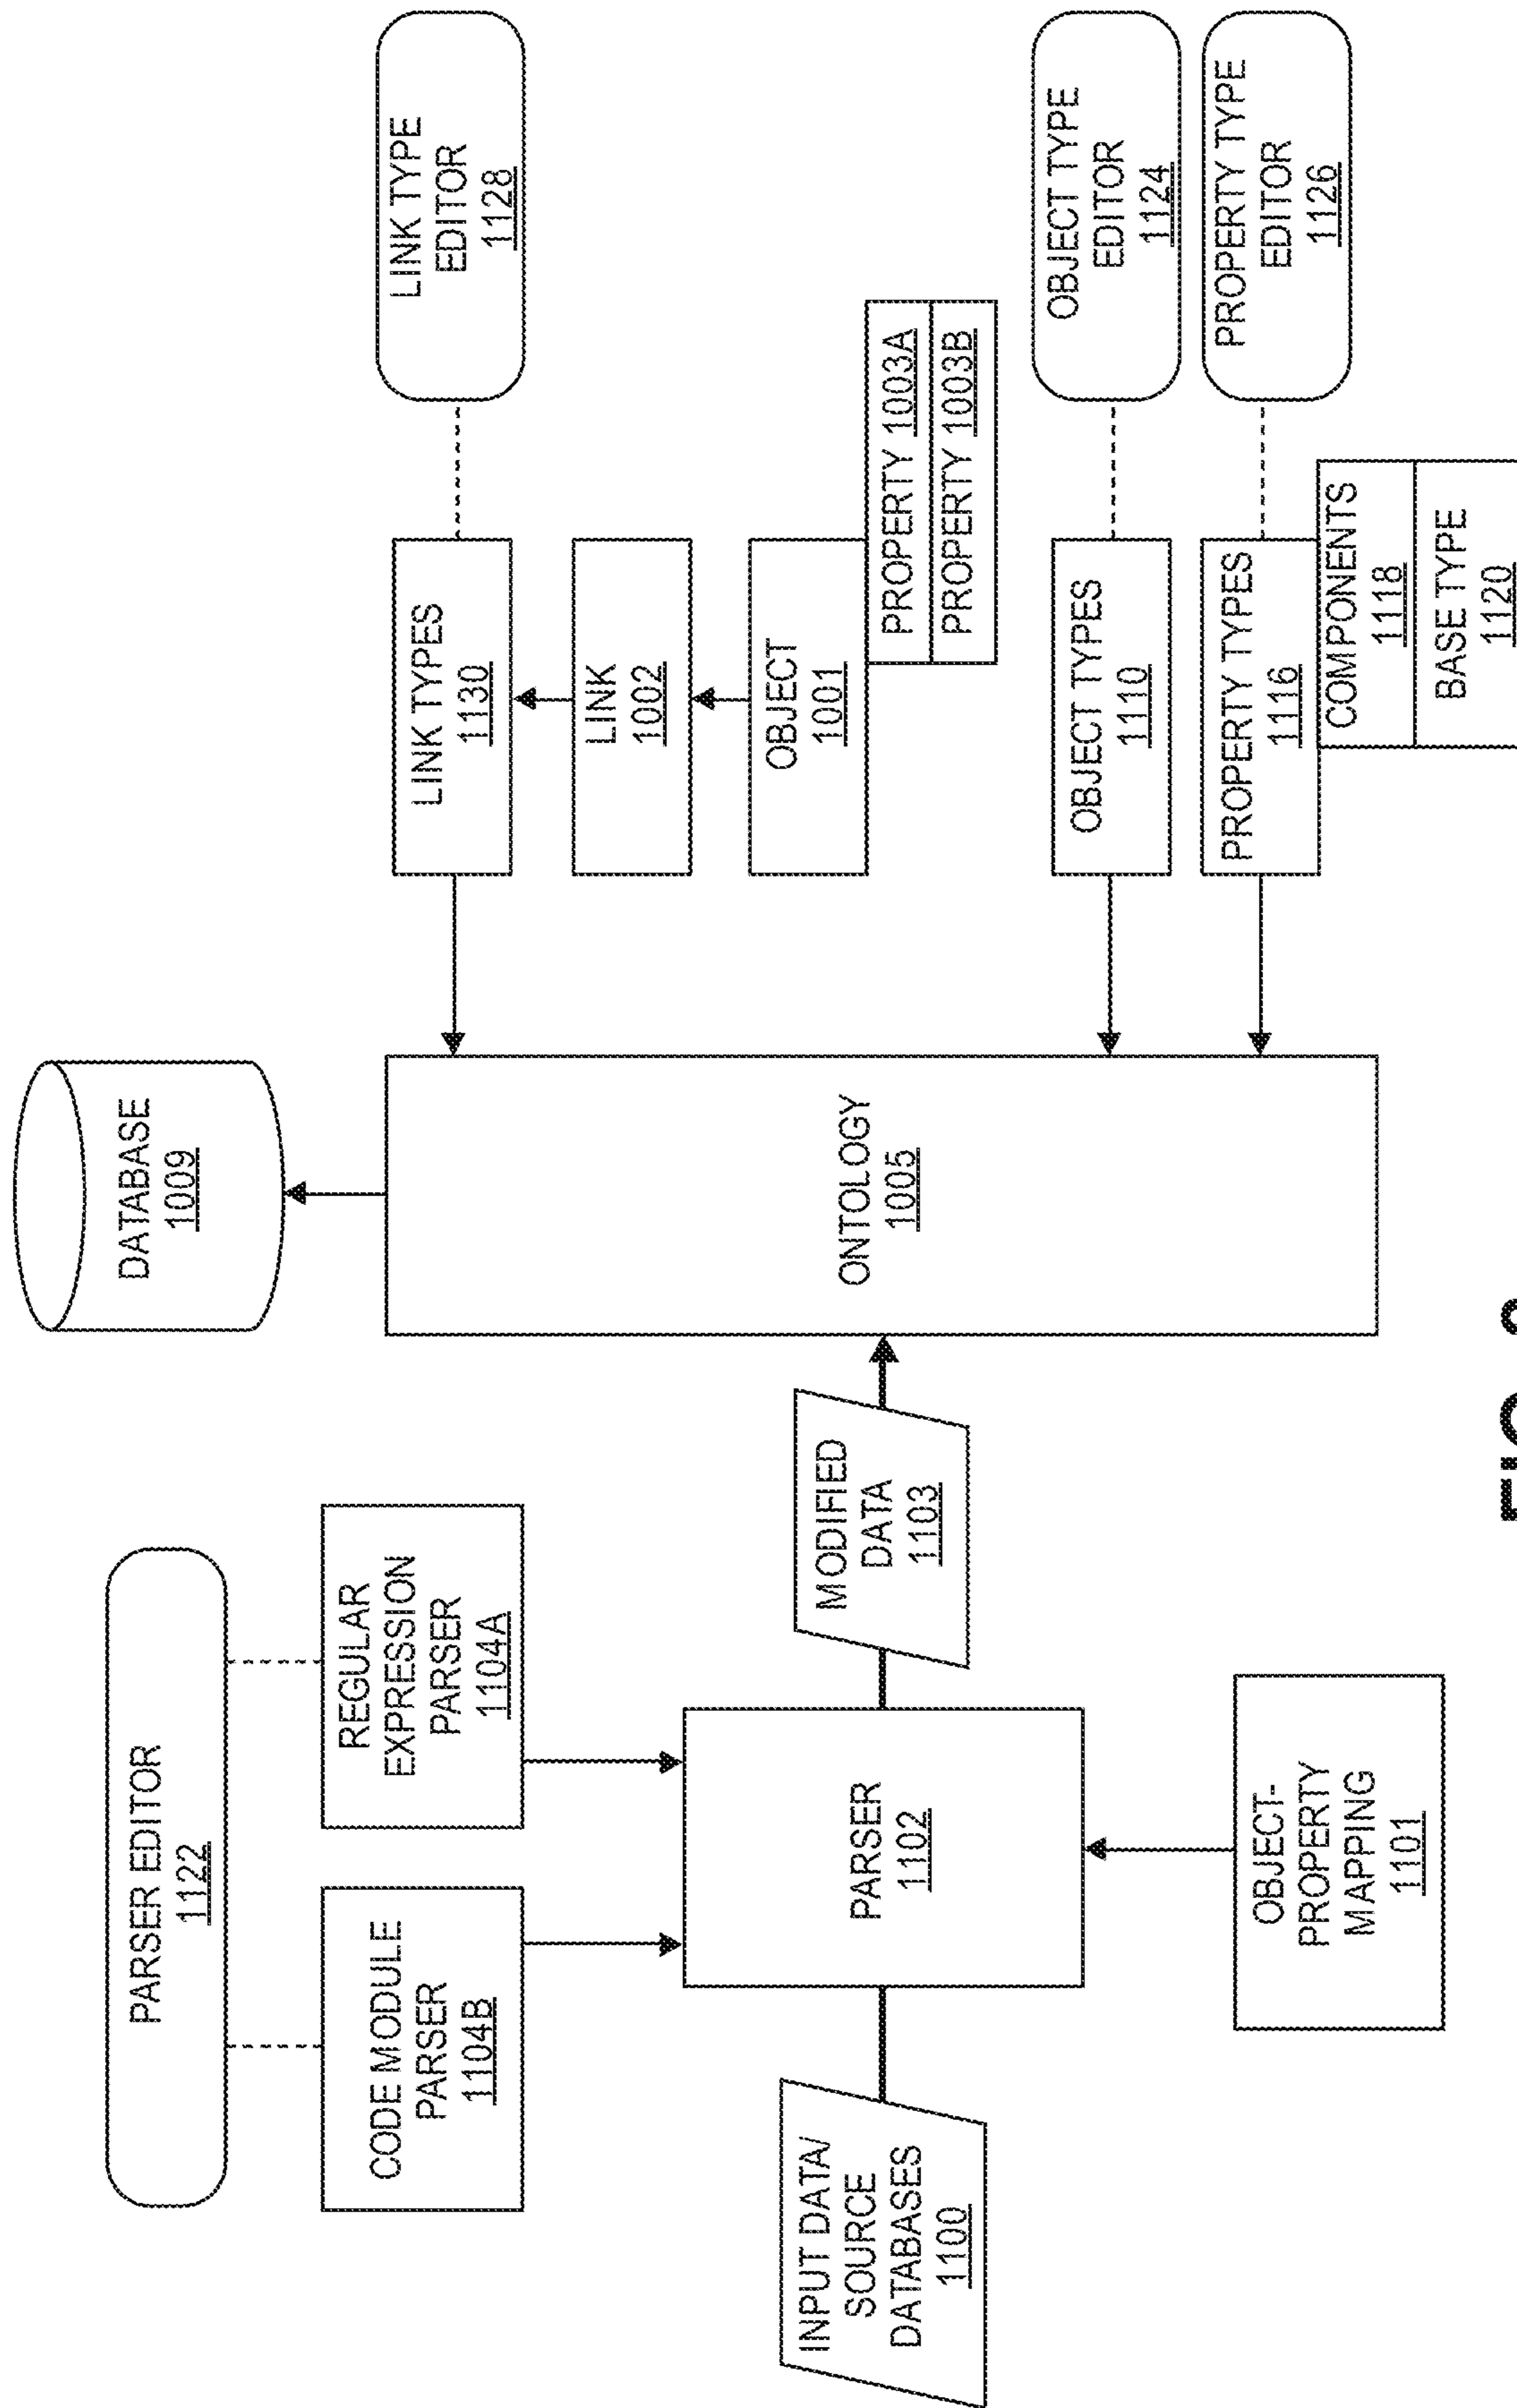 DATABASE
1009
PARSER EDITOR
1122
CODE MODULE
PARSER
1104B
REGULAR
EXPRESSION
PARSER
1104A
INPUT DATA/
SOURCE
DATABASES
1100
PARSER
1102
MODIFIED
DATA
1103
OBJECT-
PROPERTY
MAPPING
1101
ONTOLOGY
1005
LINK TYPES
1130
LINK TYPE
EDITOR
1128
LINK
1002
OBJECT
1001
PROPERTY 1003A
PROPERTY 1003B
OBJECT TYPES
1110
OBJECT TYPE
EDITOR
1124
PROPERTY TYPES
1116
PROPERTY TYPE
EDITOR
1126
COMPONENTS
1118
BASE TYPE
1120
FIG.